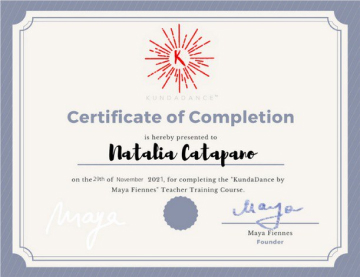 K
KUNDADANCE™
Certificate of Completion
is hereby presented to
Natalia Catapano
on the 29th of November 2021, for completing the "KundaDance by
Maya Fiennes" Teacher Training Course.
Maya
Maya
Maya Fiennes
Founder